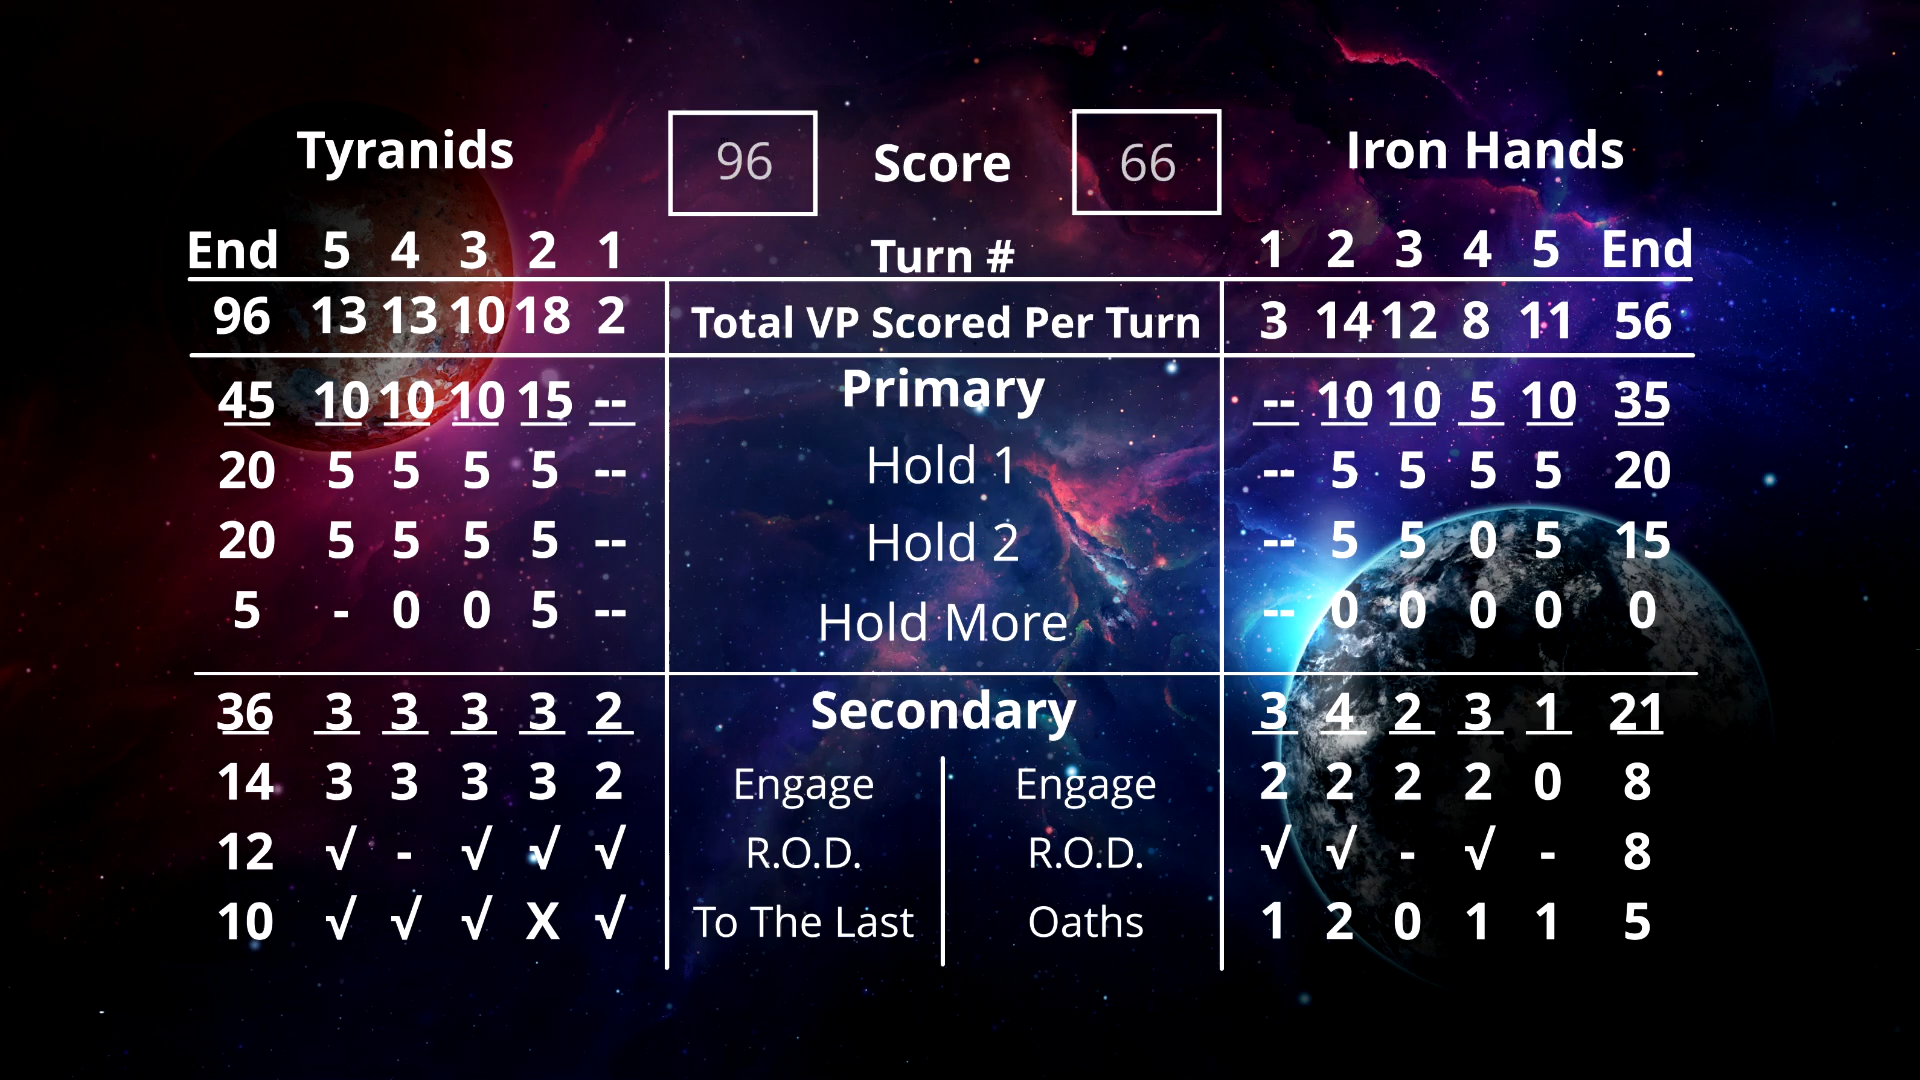 Tyranids 96 Score 66 Iron Hands
End 5 4 3 2 1 Turn # 1 2 3 4 5 End
96 13 13 10 18 2 Total VP Scored Per Turn 3 14 12 8 11 56
45 10 10 10 15 -- Primary -- 10 10 5 10 35
20 5 5 5 5 -- Hold 1 -- 5 5 5 5 20
20 5 5 5 5 -- Hold 2 -- 5 5 0 5 15
5 - 0 0 5 -- Hold More -- 0 0 0 0 0
36 3 3 3 3 2 Secondary 3 4 2 3 1 21
14 3 3 3 3 2 Engage Engage 2 2 2 2 0 8
12 √ - √ √ √ R.O.D. R.O.D. √ √ - √ - 8
10 √ √ √ X √ To The Last Oaths 1 2 0 1 1 5